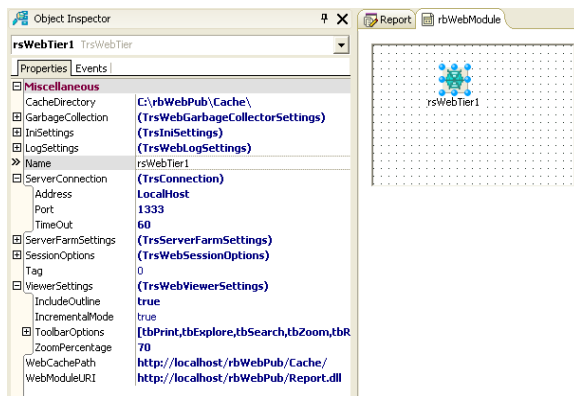 Object Inspector
rsWebTier1 TrsWebTier
Properties Events
Miscellaneous
CacheDirectory C:\rbWebPub\Cache\
GarbageCollection (TrsWebGarbageCollectorSettings)
IniSettings (TrsIniSettings)
LogSettings (TrsWebLogSettings)
Name rsWebTier1
ServerConnection (TrsConnection)
Address LocalHost
Port 1333
TimeOut 60
ServerFarmSettings (TrsServerFarmSettings)
SessionOptions (TrsWebSessionOptions)
Tag 0
ViewerSettings (TrsWebViewerSettings)
IncludeOutline true
IncrementalMode true
ToolbarOptions [tbPrint,tbExplore,tbSearch,tbZoom,tbR
ZoomPercentage 70
WebCachePath http://localhost/rbWebPub/Cache/
WebModuleURI http://localhost/rbWebPub/Report.dll
Report rbWebModule
rsWebTier1